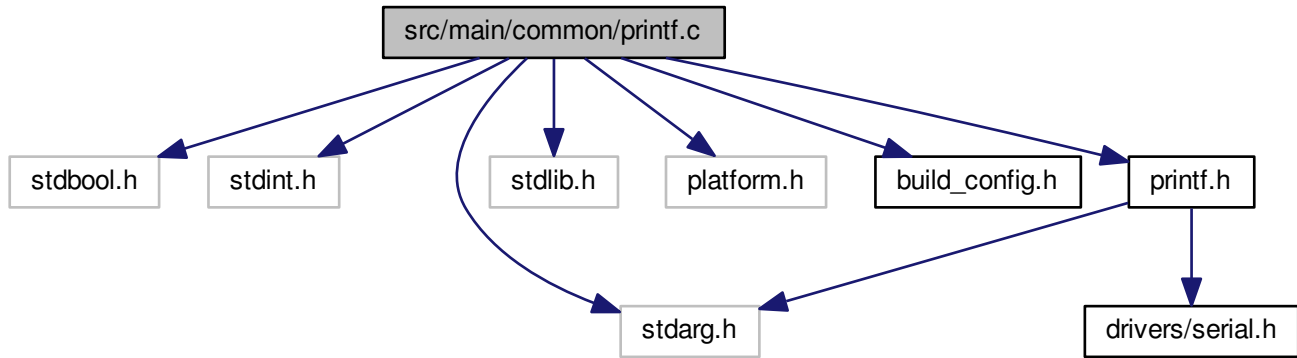 src/main/common/printf.c
stdbool.h
stdint.h
stdlib.h
platform.h
build_config.h
printf.h
stdarg.h
drivers/serial.h